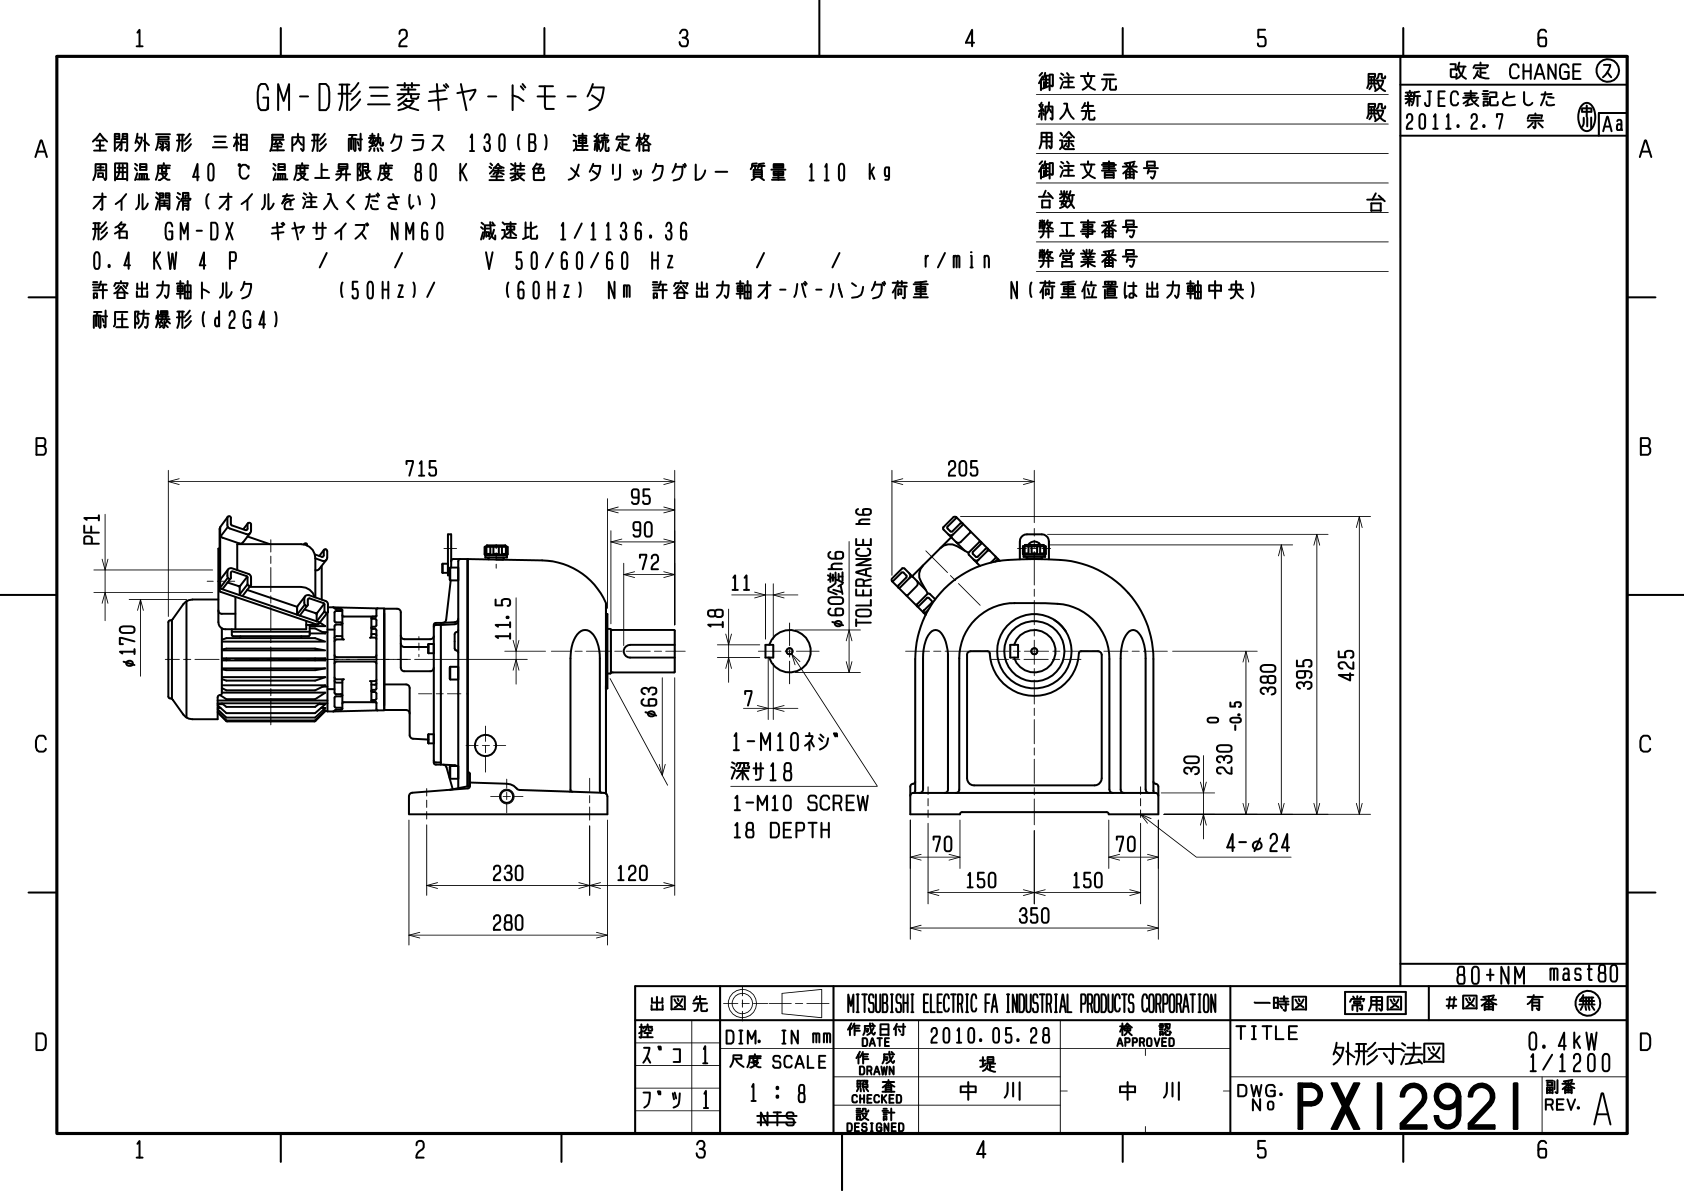 1 2 3 4 5 6
GM-D形三菱ギヤードモータ
全閉外扇形 三相 屋内形 耐熱クラス 130(B) 連続定格
周囲温度 40 ℃ 温度上昇限度 80 K 塗装色 メタリックグレー 質量 110 kg
オイル潤滑(オイルを注入ください)
形名 GM-DX ギヤサイズ NM60 減速比 1/1136.36
0.4 KW 4 P / / V 50/60/60 Hz / / r/min
許容出力軸トルク (50Hz)/ (60Hz) Nm 許容出力軸オーバーハング荷重 N(荷重位置は出力軸中央)
耐圧防爆形(d2G4)
御注文元 殿
納入先 殿
用途
御注文書番号
台数 台
弊工事番号
弊営業番号
改定 CHANGE ス
新JEC表記とした
2011.2.7 宗 中川 Aa
A A
B B
C C
D D
715
95
90
72
PF1
φ170
11.5
φ63
230 120
280
11
18
7
φ60公差h6
TOLERANCE h6
1-M10ネジ
深サ18
1-M10 SCREW
18 DEPTH
205
425
395
380
230 0 -0.5
30
4-φ24
70 70
150 150
350
80+NM mast80
出図先
控
ズコ 1
ブツ 1
DIM. IN mm
尺度 SCALE
1 : 8
NTS
MITSUBISHI ELECTRIC FA INDUSTRIAL PRODUCTS CORPORATION
作成日付 DATE 2010.05.28
作成 DRAWN 堤
照査 CHECKED 中川
設計 DESIGNED
検認 APPROVED
中川
一時図 常用図 #図番 有 無
TITLE
外形寸法図
0.4kW
1/1200
DWG. No PX12921
副番 REV. A
1 2 3 4 5 6